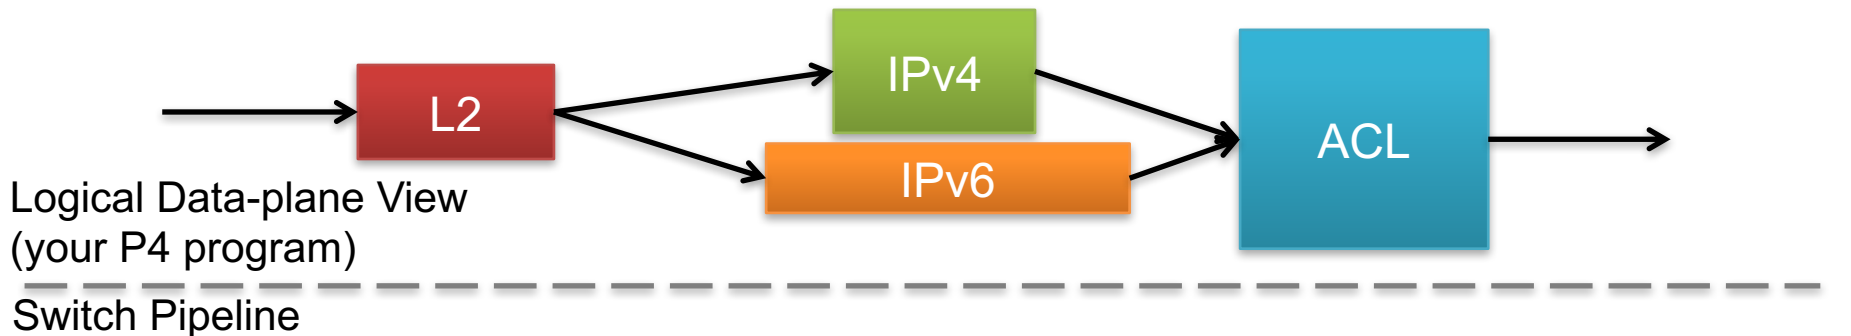 L2
IPv4
IPv6
ACL
Logical Data-plane View
(your P4 program)
Switch Pipeline